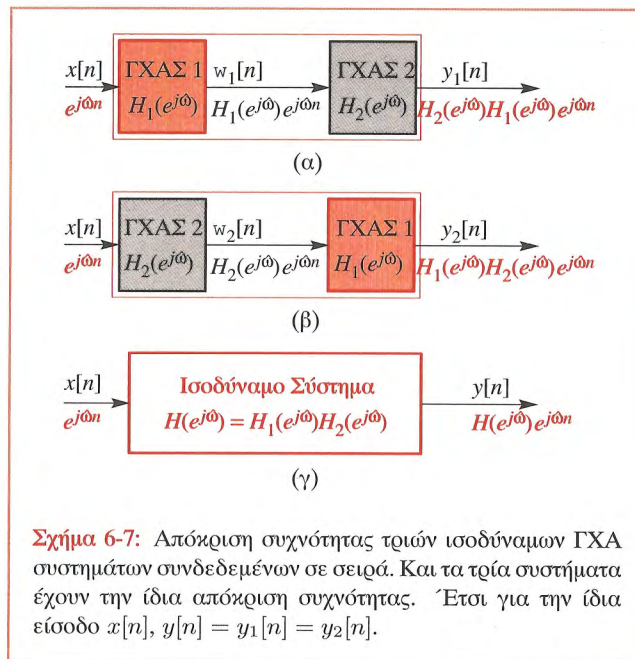 x[n] ΓΧΑΣ 1 w₁[n] ΓΧΑΣ 2 y₁[n]
e^{jω̂n} H₁(e^{jω̂}) H₁(e^{jω̂})e^{jω̂n} H₂(e^{jω̂}) H₂(e^{jω̂})H₁(e^{jω̂})e^{jω̂n}
(α)
x[n] ΓΧΑΣ 2 w₂[n] ΓΧΑΣ 1 y₂[n]
e^{jω̂n} H₂(e^{jω̂}) H₂(e^{jω̂})e^{jω̂n} H₁(e^{jω̂}) H₁(e^{jω̂})H₂(e^{jω̂})e^{jω̂n}
(β)
x[n] Ισοδύναμο Σύστημα y[n]
e^{jω̂n} H(e^{jω̂}) = H₁(e^{jω̂})H₂(e^{jω̂}) H(e^{jω̂})e^{jω̂n}
(γ)
Σχήμα 6-7: Απόκριση συχνότητας τριών ισοδύναμων ΓΧΑ
συστημάτων συνδεδεμένων σε σειρά. Και τα τρία συστήματα
έχουν την ίδια απόκριση συχνότητας. Έτσι για την ίδια
είσοδο x[n], y[n] = y₁[n] = y₂[n].